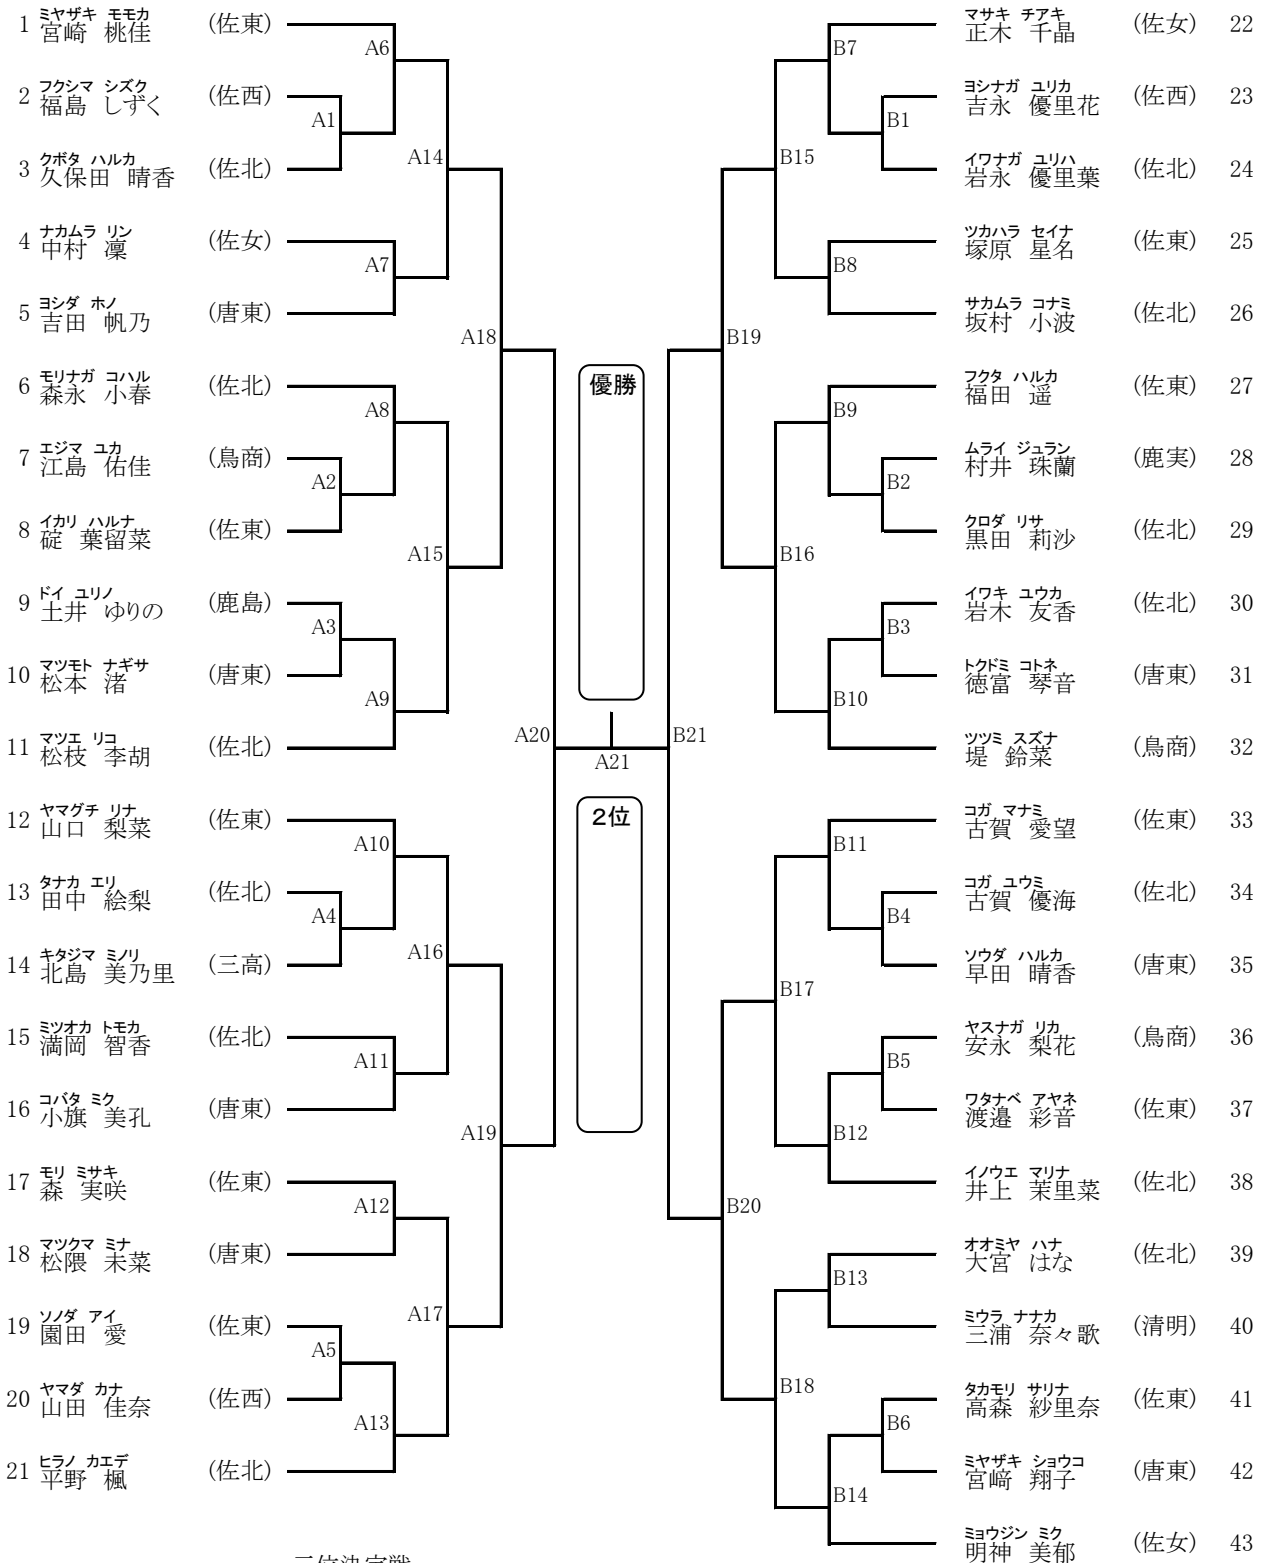 ミヤザキ モモカ
1 宮崎 桃佳 (佐東)
フクシマ シズク
2 福島 しずく (佐西)
クボタ ハルカ
3 久保田 晴香 (佐北)
ナカムラ リン
4 中村 凜 (佐女)
ヨシダ ホノ
5 吉田 帆乃 (唐東)
モリナガ コハル
6 森永 小春 (佐北)
エジマ ユカ
7 江島 佑佳 (鳥商)
イカリ ハルナ
8 碇 葉留菜 (佐東)
ドイ ユリノ
9 土井 ゆりの (鹿島)
マツモト ナギサ
10 松本 渚 (唐東)
マツエ リコ
11 松枝 李胡 (佐北)
ヤマグチ リナ
12 山口 梨菜 (佐東)
タナカ エリ
13 田中 絵梨 (佐北)
キタジマ ミノリ
14 北島 美乃里 (三高)
ミツオカ トモカ
15 満岡 智香 (佐北)
コバタ ミク
16 小旗 美孔 (唐東)
モリ ミサキ
17 森 実咲 (佐東)
マツクマ ミナ
18 松隈 未菜 (唐東)
ソノダ アイ
19 園田 愛 (佐東)
ヤマダ カナ
20 山田 佳奈 (佐西)
ヒラノ カエデ
21 平野 楓 (佐北)
A1
A2
A3
A4
A5
A6
A7
A8
A9
A10
A11
A12
A13
A14
A15
A16
A17
A18
A19
A20
優勝
A21
2位
B21
B19
B20
B15
B16
B17
B18
B7
B8
B9
B10
B11
B12
B13
B14
B1
B2
B3
B4
B5
B6
マサキ チアキ
正木 千晶 (佐女) 22
ヨシナガ ユリカ
吉永 優里花 (佐西) 23
イワナガ ユリハ
岩永 優里葉 (佐北) 24
ツカハラ セイナ
塚原 星名 (佐東) 25
サカムラ コナミ
坂村 小波 (佐北) 26
フクタ ハルカ
福田 遥 (佐東) 27
ムライ ジュラン
村井 珠蘭 (鹿実) 28
クロダ リサ
黒田 莉沙 (佐北) 29
イワキ ユウカ
岩木 友香 (佐北) 30
トクドミ コトネ
徳富 琴音 (唐東) 31
ツツミ スズナ
堤 鈴菜 (鳥商) 32
コガ マナミ
古賀 愛望 (佐東) 33
コガ ユウミ
古賀 優海 (佐北) 34
ソウダ ハルカ
早田 晴香 (唐東) 35
ヤスナガ リカ
安永 梨花 (鳥商) 36
ワタナベ アヤネ
渡邉 彩音 (佐東) 37
イノウエ マリナ
井上 茉里菜 (佐北) 38
オオミヤ ハナ
大宮 はな (佐北) 39
ミウラ ナナカ
三浦 奈々歌 (清明) 40
タカモリ サリナ
高森 紗里奈 (佐東) 41
ミヤザキ ショウコ
宮﨑 翔子 (唐東) 42
ミョウジン ミク
明神 美郁 (佐女) 43
三位決定戦